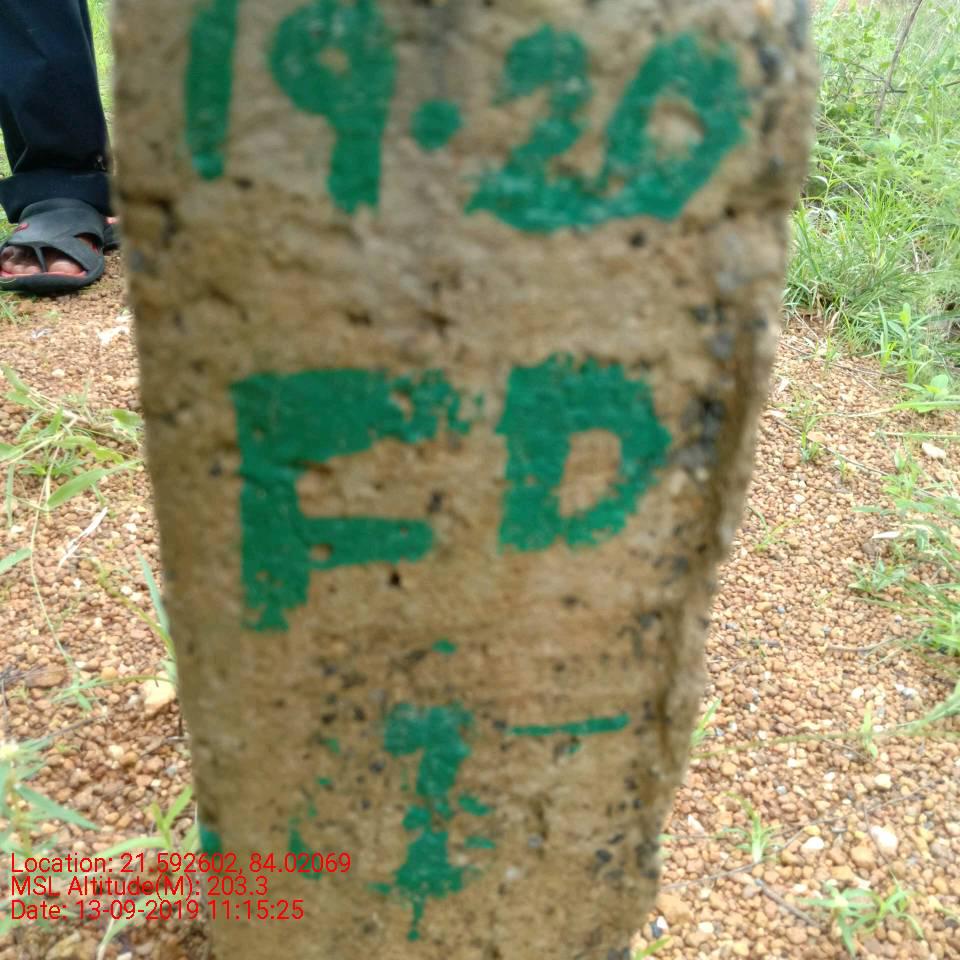 19.20
FD
Location: 21.592602, 84.02069
MSL Altitude(M): 203.3
Date: 13-09-2019 11:15:25